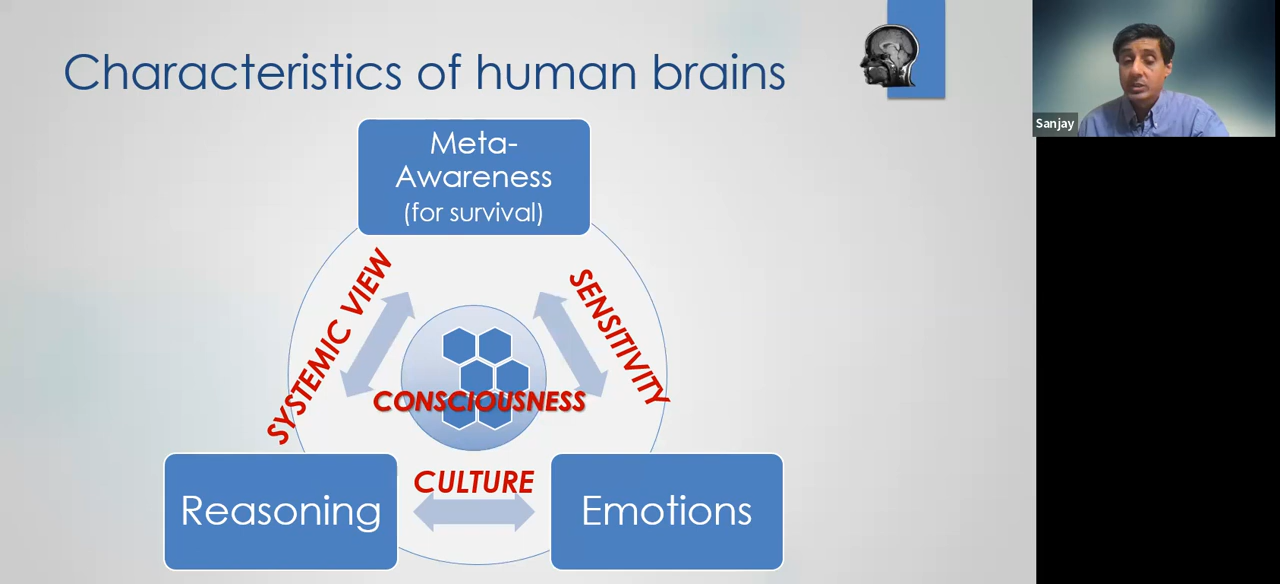 Characteristics of human brains
Sanjay
Meta-
Awareness
(for survival)
SYSTEMIC VIEW
SENSITIVITY
CONSCIOUSNESS
CULTURE
Reasoning
Emotions